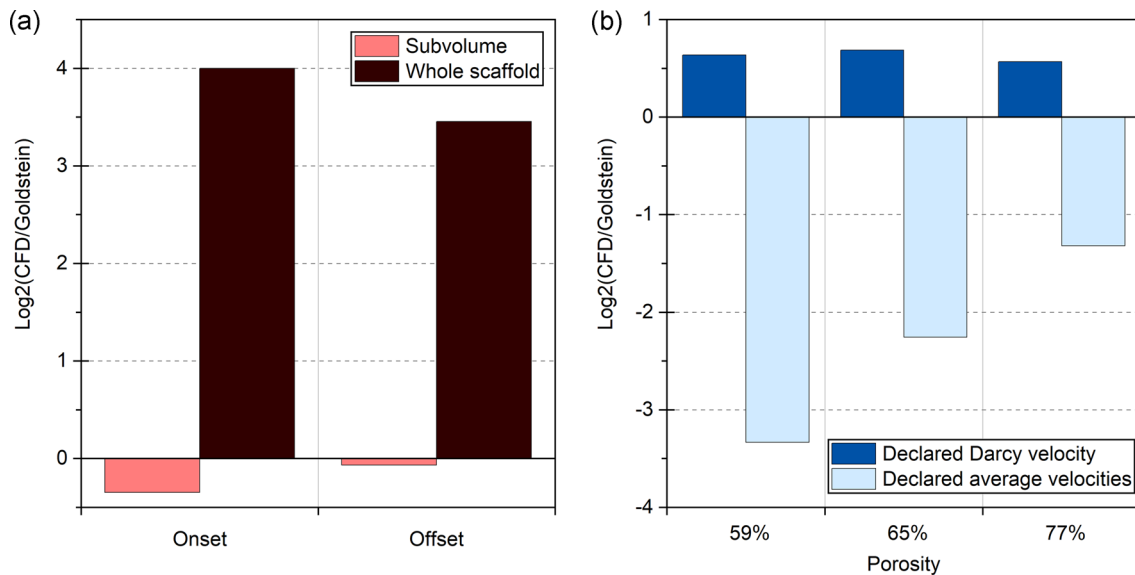 (a)
Subvolume
Whole scaffold
Log2(CFD/Goldstein)
4
3
2
1
0
Onset
Offset
(b)
Log2(CFD/Goldstein)
1
0
-1
-2
-3
-4
Declared Darcy velocity
Declared average velocities
59%
65%
77%
Porosity